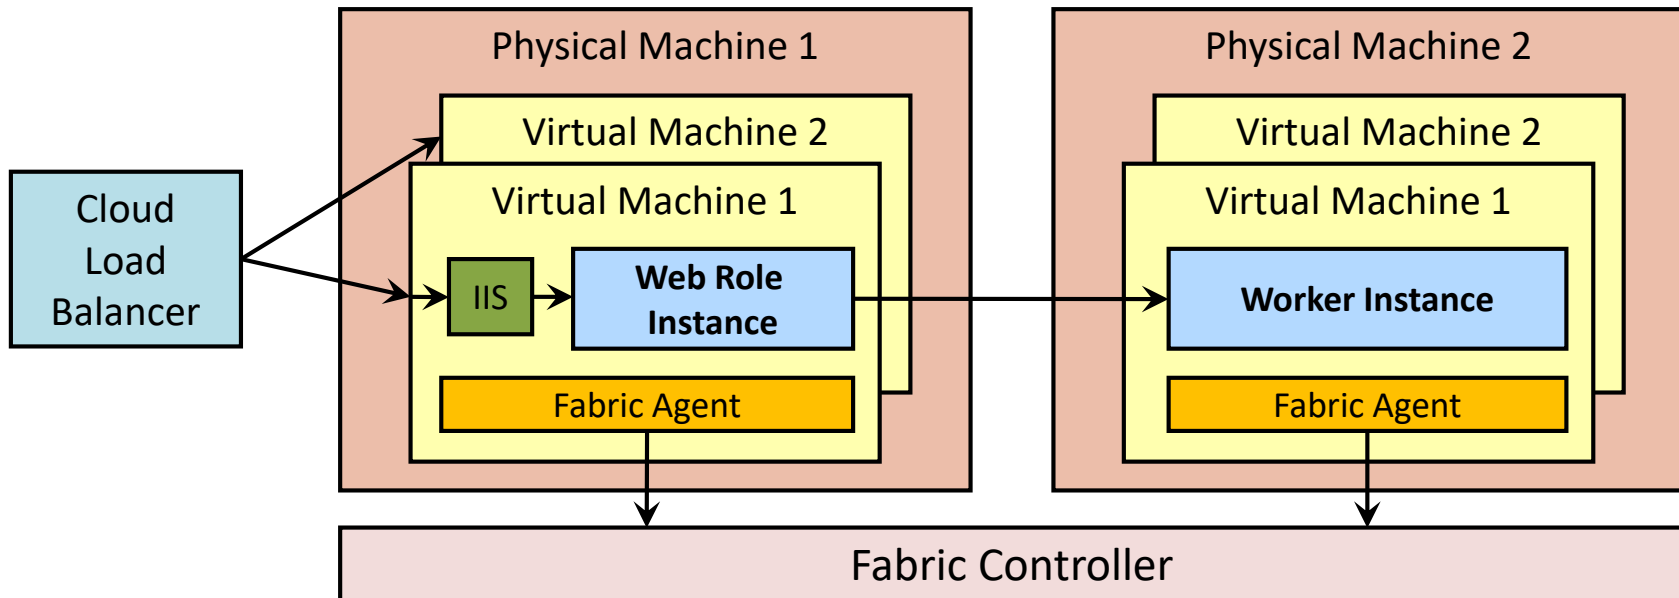 Physical Machine 1
Virtual Machine 2
Virtual Machine 1
Cloud
Load
Balancer
IIS
Web Role
Instance
Fabric Agent
Physical Machine 2
Virtual Machine 2
Virtual Machine 1
Worker Instance
Fabric Agent
Fabric Controller